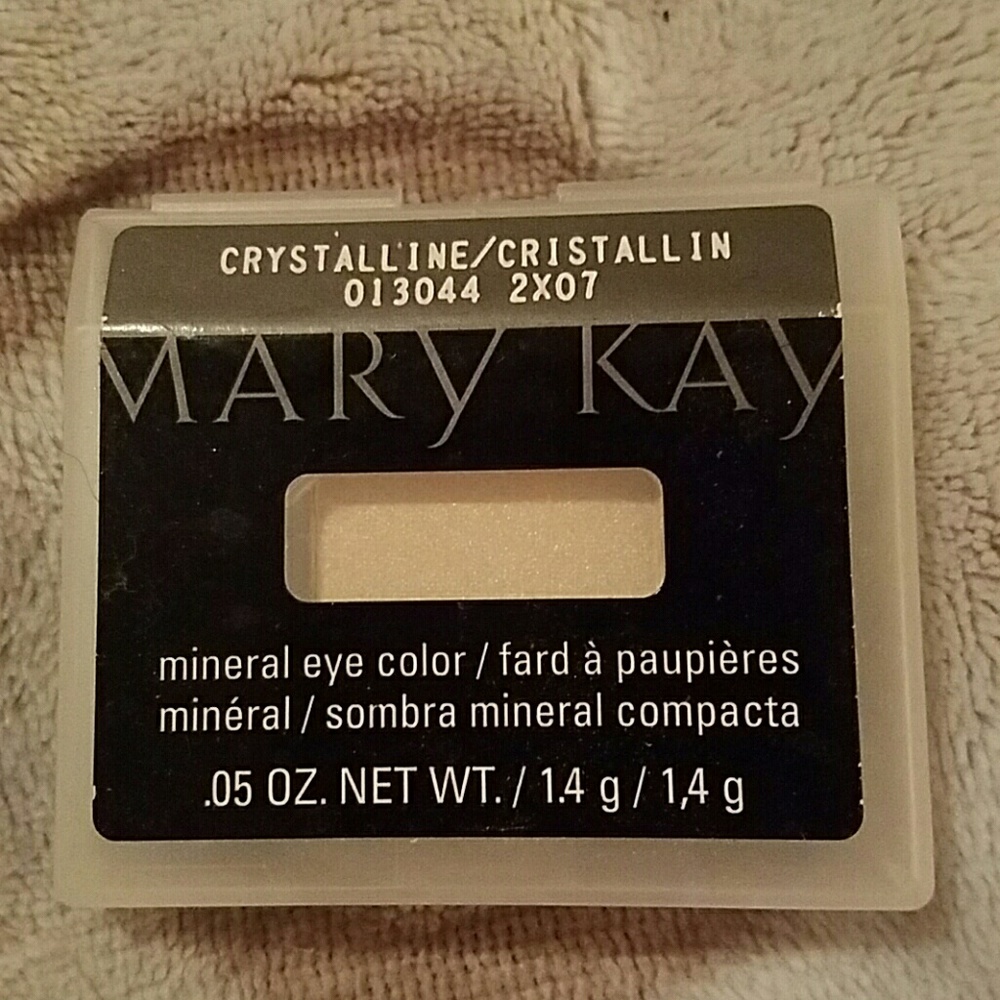 CRYSTALLINE/CRISTALLIN
013044 2X07
MARY KAY
mineral eye color / fard à paupières
minéral / sombra mineral compacta
.05 OZ. NET WT. / 1.4 g / 1,4 g